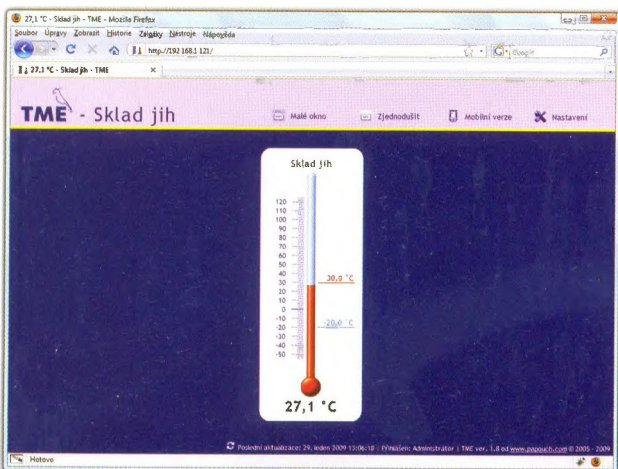 27,1 °C - Sklad jih - TME - Mozilla Firefox
Soubor Úpravy Zobrazit Historie Záložky Nástroje Nápověda
http://192.168.1.121/
Google
27,1 °C - Sklad jih - TME
TME - Sklad jih
Malé okno
Zjednodušit
Mobilní verze
Nastavení
Sklad jih
120
110
100
90
80
70
60
50
40
30
20
10
0
-10
-20
-30
-40
-50
30,0 °C
-20,0 °C
27,1 °C
Poslední aktualizace: 29. leden 2009 13:06:10 | Přihlášen: Administrator | TME ver. 1.8 od www.papouch.com © 2005 - 2009
Hotovo